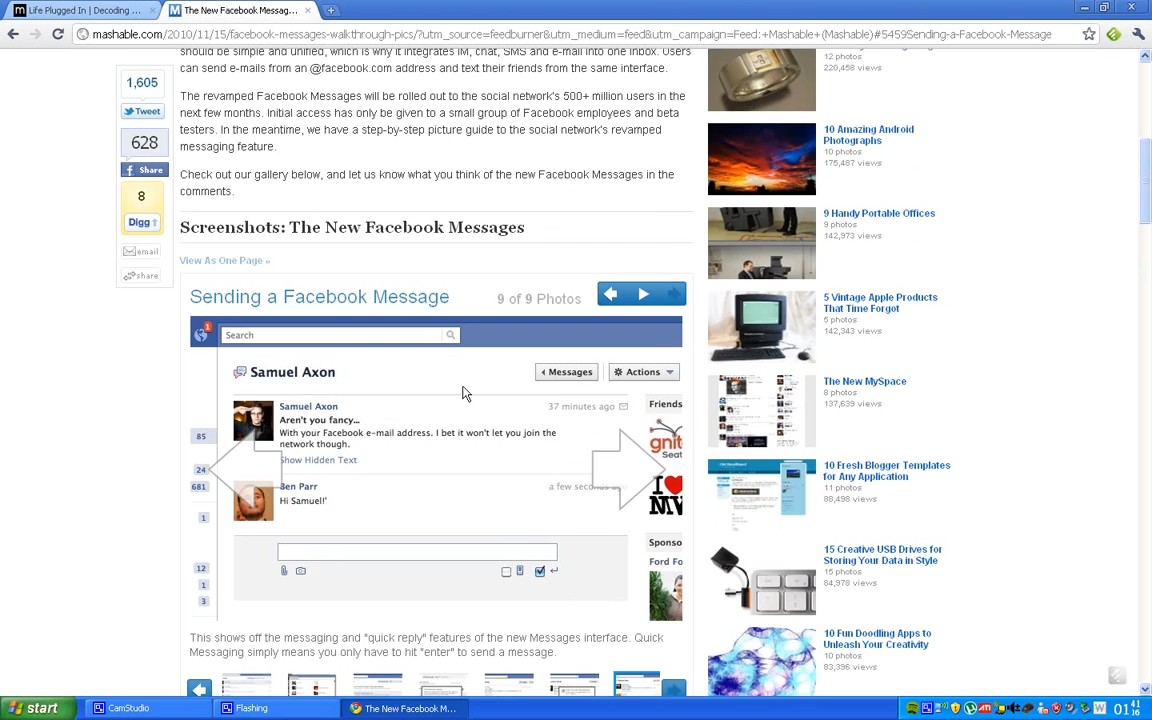 Life Plugged In | Decoding ...
The New Facebook Messag...
mashable.com/2010/11/15/facebook-messages-walkthrough-pics/?utm_source=feedburner&utm_medium=feed&utm_campaign=Feed:+Mashable+(Mashable)#5459Sending-a-Facebook-Message
should be simple and unified, which is why it integrates IM, chat, SMS and e-mail into one inbox. Users
can send e-mails from an @facebook.com address and text their friends from the same interface.
The revamped Facebook Messages will be rolled out to the social network's 500+ million users in the
next few months. Initial access has only be given to a small group of Facebook employees and beta
testers. In the meantime, we have a step-by-step picture guide to the social network's revamped
messaging feature.
Check out our gallery below, and let us know what you think of the new Facebook Messages in the
comments.
1,605
Tweet
628
Share
8
Digg
email
share
Screenshots: The New Facebook Messages
View As One Page »
Sending a Facebook Message
9 of 9 Photos
1
Search
Samuel Axon
Messages
Actions
Samuel Axon
37 minutes ago
Friends
Aren't you fancy...
With your Facebook e-mail address. I bet it won't let you join the
network though.
Show Hidden Text
85
24
681
1
12
1
3
Ben Parr
a few seconds
Hi Samuel!'
gnit
Seat
I
MY
Sponso
Ford Fo
This shows off the messaging and "quick reply" features of the new Messages interface. Quick
Messaging simply means you only have to hit "enter" to send a message.
12 photos
220,458 views
10 Amazing Android
Photographs
10 photos
175,487 views
9 Handy Portable Offices
9 photos
142,973 views
5 Vintage Apple Products
That Time Forgot
5 photos
142,343 views
The New MySpace
8 photos
137,639 views
10 Fresh Blogger Templates
for Any Application
11 photos
88,498 views
15 Creative USB Drives for
Storing Your Data in Style
15 photos
84,978 views
10 Fun Doodling Apps to
Unleash Your Creativity
10 photos
83,396 views
start
CamStudio
Flashing
The New Facebook M...
01:41
16